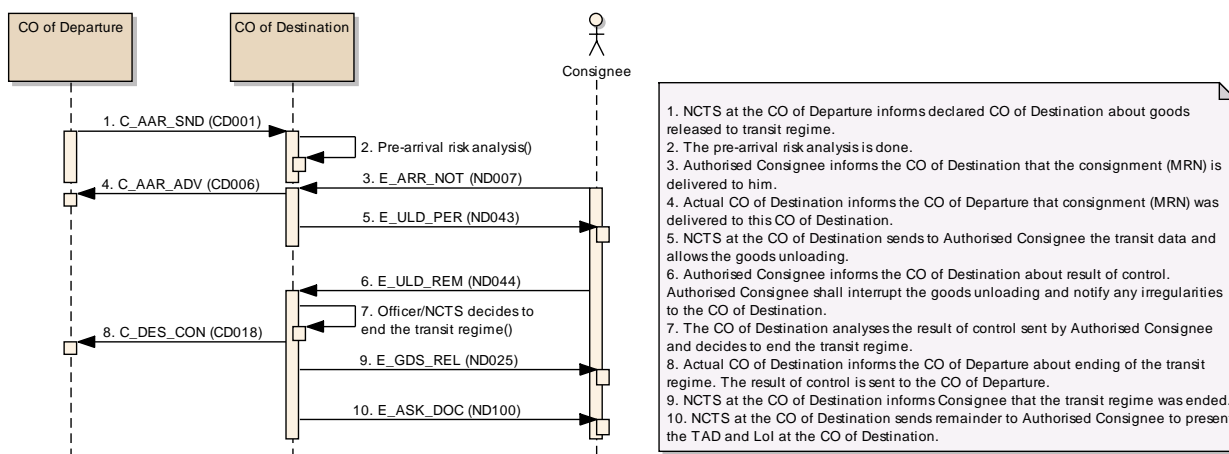 CO of Departure
CO of Destination
Consignee
1. C_AAR_SND (CD001)
2. Pre-arrival risk analysis()
3. E_ARR_NOT (ND007)
4. C_AAR_ADV (CD006)
5. E_ULD_PER (ND043)
6. E_ULD_REM (ND044)
7. Officer/NCTS decides to
end the transit regime()
8. C_DES_CON (CD018)
9. E_GDS_REL (ND025)
10. E_ASK_DOC (ND100)
1. NCTS at the CO of Departure informs declared CO of Destination about goods
released to transit regime.
2. The pre-arrival risk analysis is done.
3. Authorised Consignee informs the CO of Destination that the consignment (MRN) is
delivered to him.
4. Actual CO of Destination informs the CO of Departure that consignment (MRN) was
delivered to this CO of Destination.
5. NCTS at the CO of Destination sends to Authorised Consignee the transit data and
allows the goods unloading.
6. Authorised Consignee informs the CO of Destination about result of control.
Authorised Consignee shall interrupt the goods unloading and notify any irregularities
to the CO of Destination.
7. The CO of Destination analyses the result of control sent by Authorised Consignee
and decides to end the transit regime.
8. Actual CO of Destination informs the CO of Departure about ending of the transit
regime. The result of control is sent to the CO of Departure.
9. NCTS at the CO of Destination informs Consignee that the transit regime was ended.
10. NCTS at the CO of Destination sends remainder to Authorised Consignee to present
the TAD and LoI at the CO of Destination.